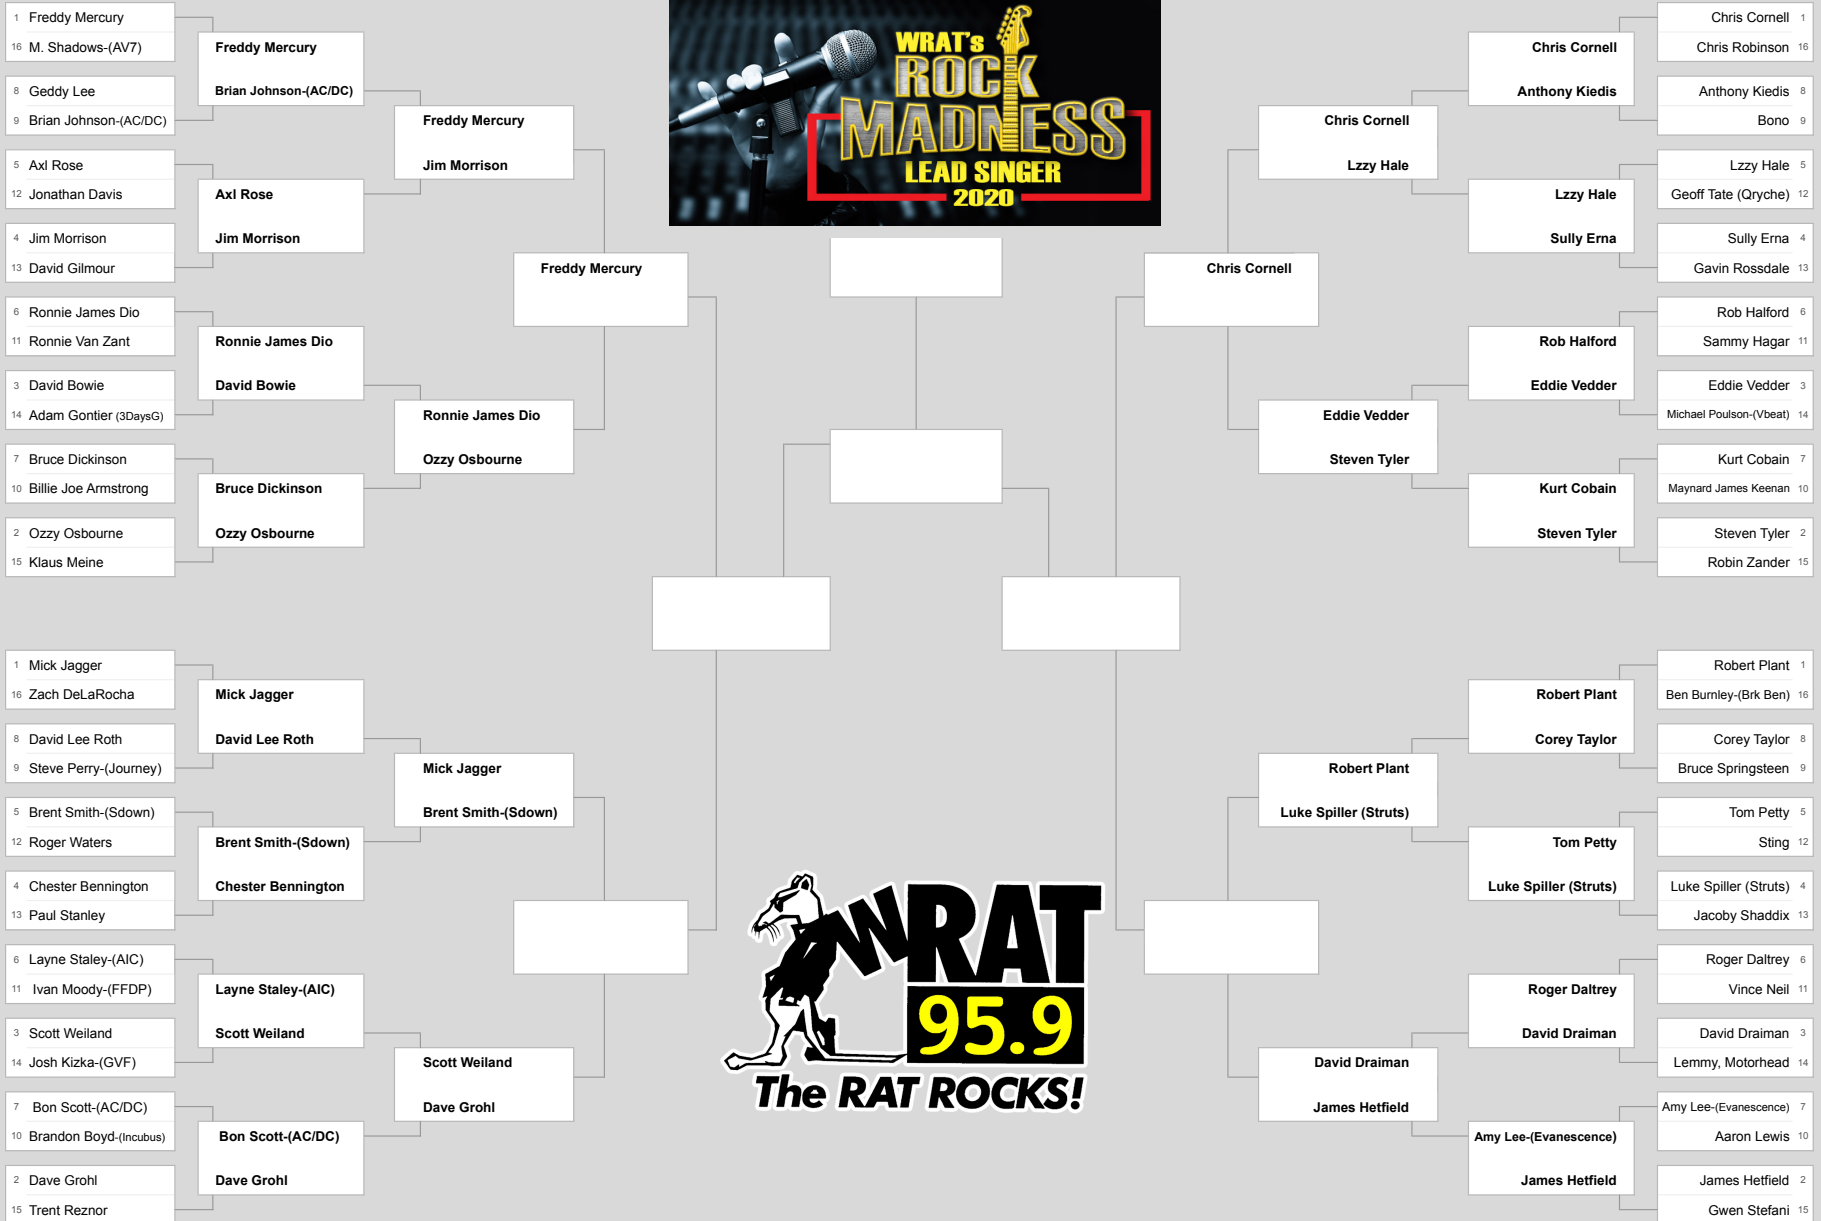 WRAT's
ROCK
MADNESS
LEAD SINGER
2020
1 Freddy Mercury
16 M. Shadows-(AV7)
8 Geddy Lee
9 Brian Johnson-(AC/DC)
5 Axl Rose
12 Jonathan Davis
4 Jim Morrison
13 David Gilmour
6 Ronnie James Dio
11 Ronnie Van Zant
3 David Bowie
14 Adam Gontier (3DaysG)
7 Bruce Dickinson
10 Billie Joe Armstrong
2 Ozzy Osbourne
15 Klaus Meine
Freddy Mercury
Brian Johnson-(AC/DC)
Axl Rose
Jim Morrison
Ronnie James Dio
David Bowie
Bruce Dickinson
Ozzy Osbourne
Freddy Mercury
Jim Morrison
Ronnie James Dio
Ozzy Osbourne
Freddy Mercury
1 Mick Jagger
16 Zach DeLaRocha
8 David Lee Roth
9 Steve Perry-(Journey)
5 Brent Smith-(Sdown)
12 Roger Waters
4 Chester Bennington
13 Paul Stanley
6 Layne Staley-(AIC)
11 Ivan Moody-(FFDP)
3 Scott Weiland
14 Josh Kizka-(GVF)
7 Bon Scott-(AC/DC)
10 Brandon Boyd-(Incubus)
2 Dave Grohl
15 Trent Reznor
Mick Jagger
David Lee Roth
Brent Smith-(Sdown)
Chester Bennington
Layne Staley-(AIC)
Scott Weiland
Bon Scott-(AC/DC)
Dave Grohl
Mick Jagger
Brent Smith-(Sdown)
Scott Weiland
Dave Grohl
Chris Cornell
Chris Cornell
Lzzy Hale
Eddie Vedder
Steven Tyler
Chris Cornell
Anthony Kiedis
Lzzy Hale
Sully Erna
Rob Halford
Eddie Vedder
Kurt Cobain
Steven Tyler
Chris Cornell 1
Chris Robinson 16
Anthony Kiedis 8
Bono 9
Lzzy Hale 5
Geoff Tate (Qryche) 12
Sully Erna 4
Gavin Rossdale 13
Rob Halford 6
Sammy Hagar 11
Eddie Vedder 3
Michael Poulson-(Vbeat) 14
Kurt Cobain 7
Maynard James Keenan 10
Steven Tyler 2
Robin Zander 15
Robert Plant
Luke Spiller (Struts)
David Draiman
James Hetfield
Robert Plant
Corey Taylor
Tom Petty
Luke Spiller (Struts)
Roger Daltrey
David Draiman
Amy Lee-(Evanescence)
James Hetfield
Robert Plant 1
Ben Burnley-(Brk Ben) 16
Corey Taylor 8
Bruce Springsteen 9
Tom Petty 5
Sting 12
Luke Spiller (Struts) 4
Jacoby Shaddix 13
Roger Daltrey 6
Vince Neil 11
David Draiman 3
Lemmy, Motorhead 14
Amy Lee-(Evanescence) 7
Aaron Lewis 10
James Hetfield 2
Gwen Stefani 15
WRAT
95.9
The RAT ROCKS!